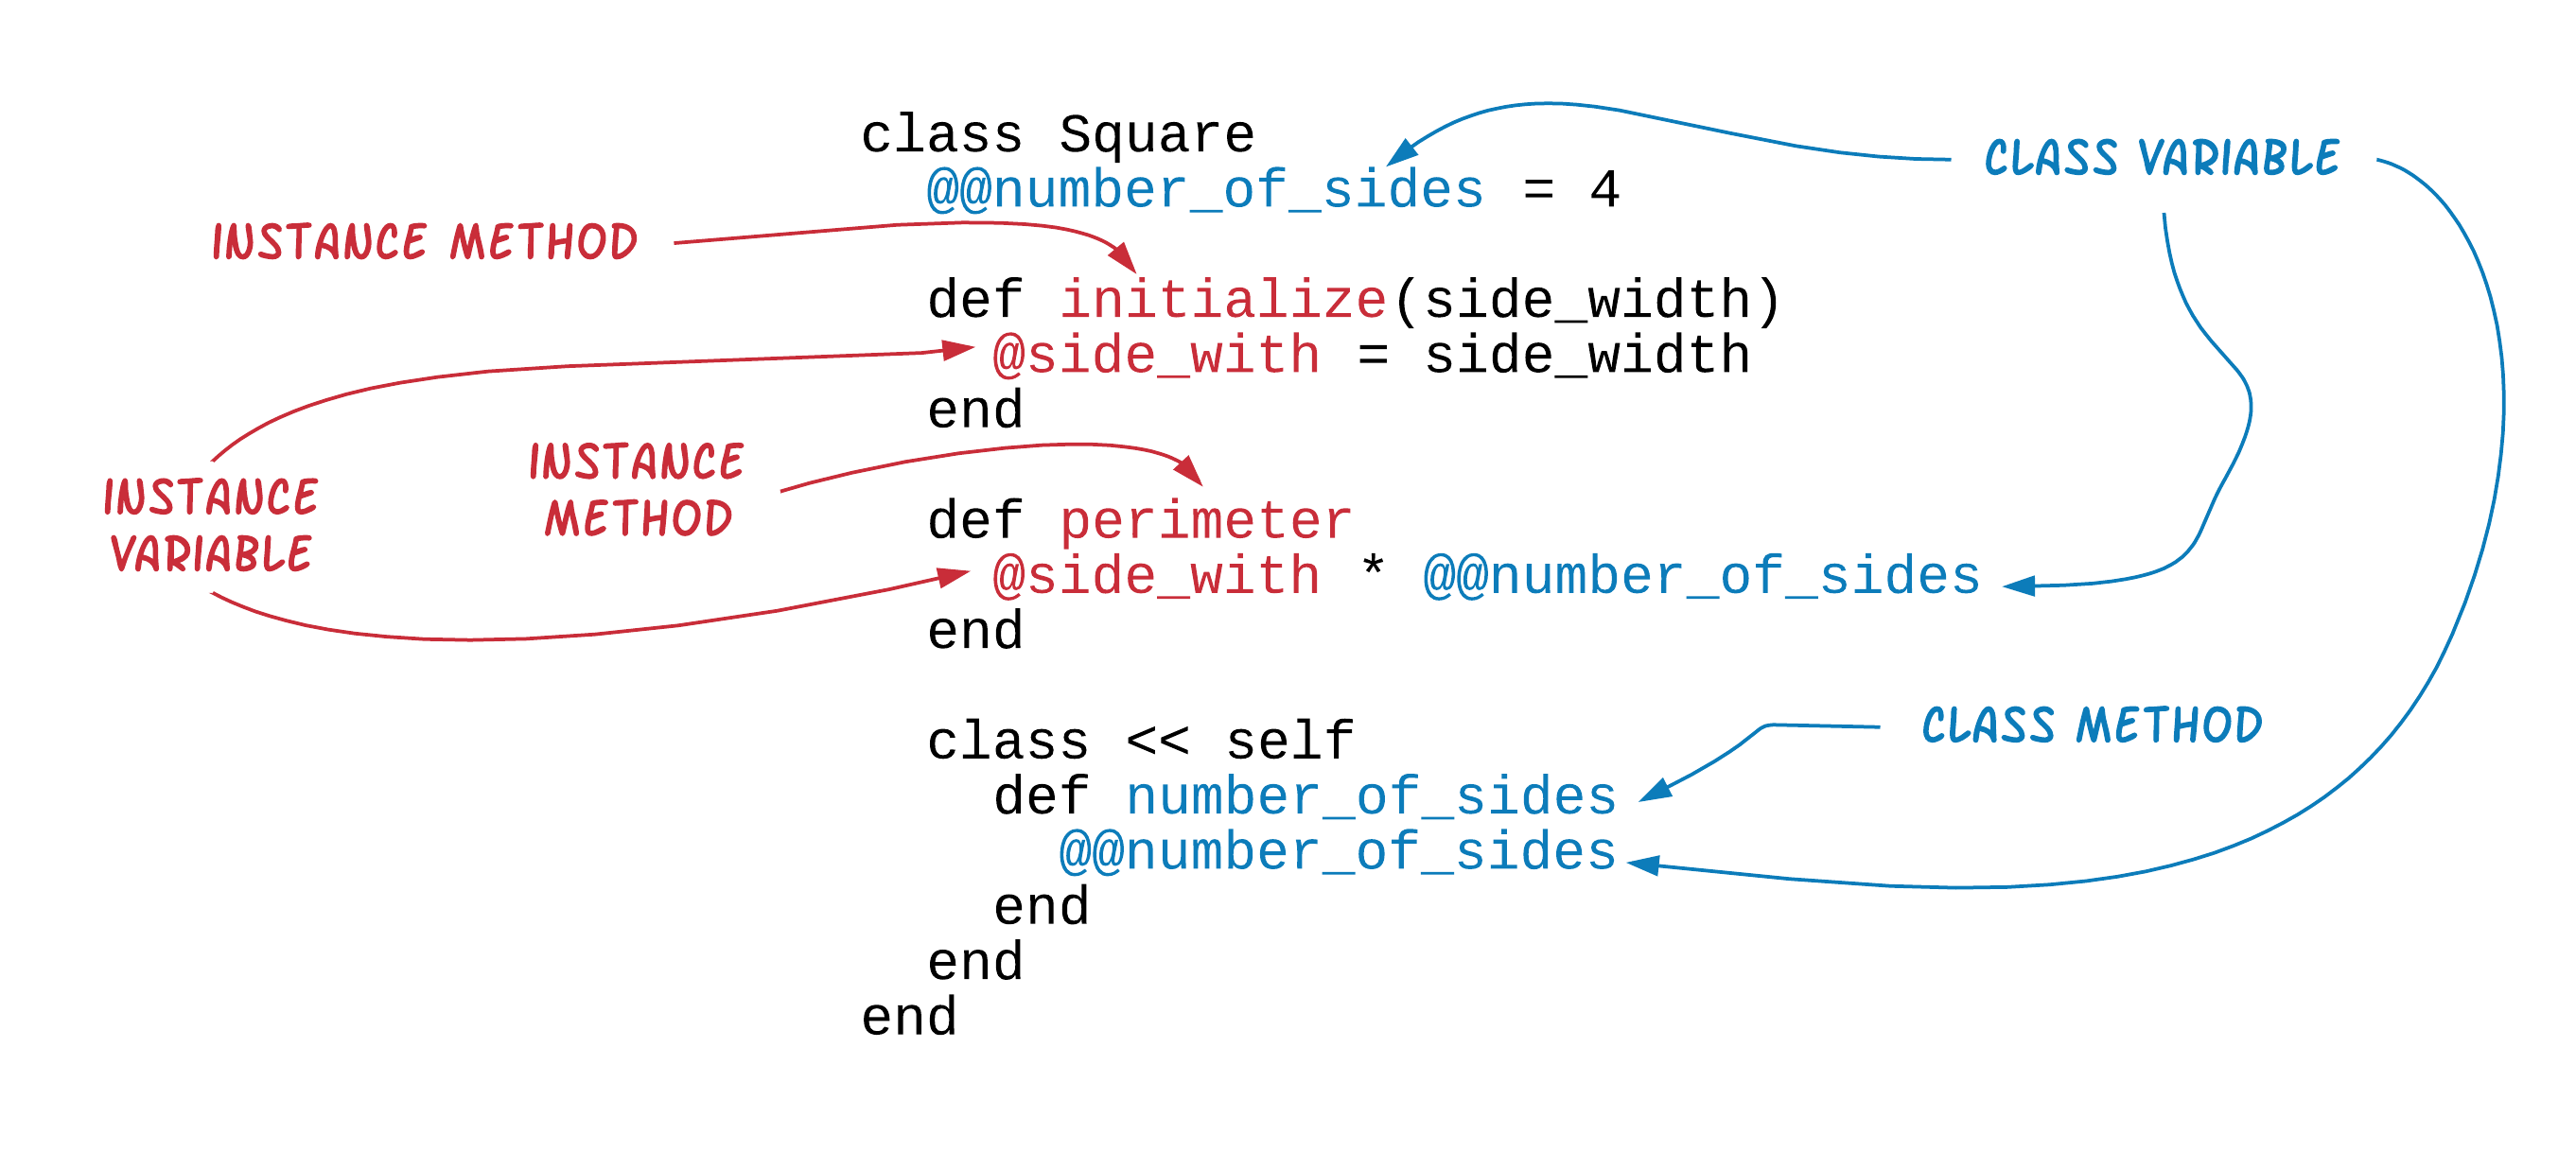 class Square
@@number_of_sides = 4
CLASS VARIABLE
INSTANCE METHOD
def initialize(side_width)
@side_with = side_width
end
INSTANCE
VARIABLE
INSTANCE
METHOD
def perimeter
@side_with * @@number_of_sides
end
class << self
CLASS METHOD
def number_of_sides
@@number_of_sides
end
end
end